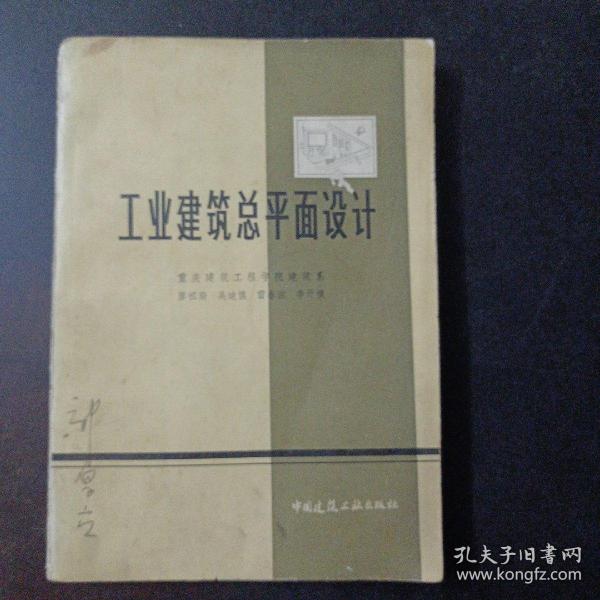 工业建筑总平面设计
重庆建筑工程学院建筑系
中国建筑工业出版社
孔夫子旧书网
www.kongfz.com